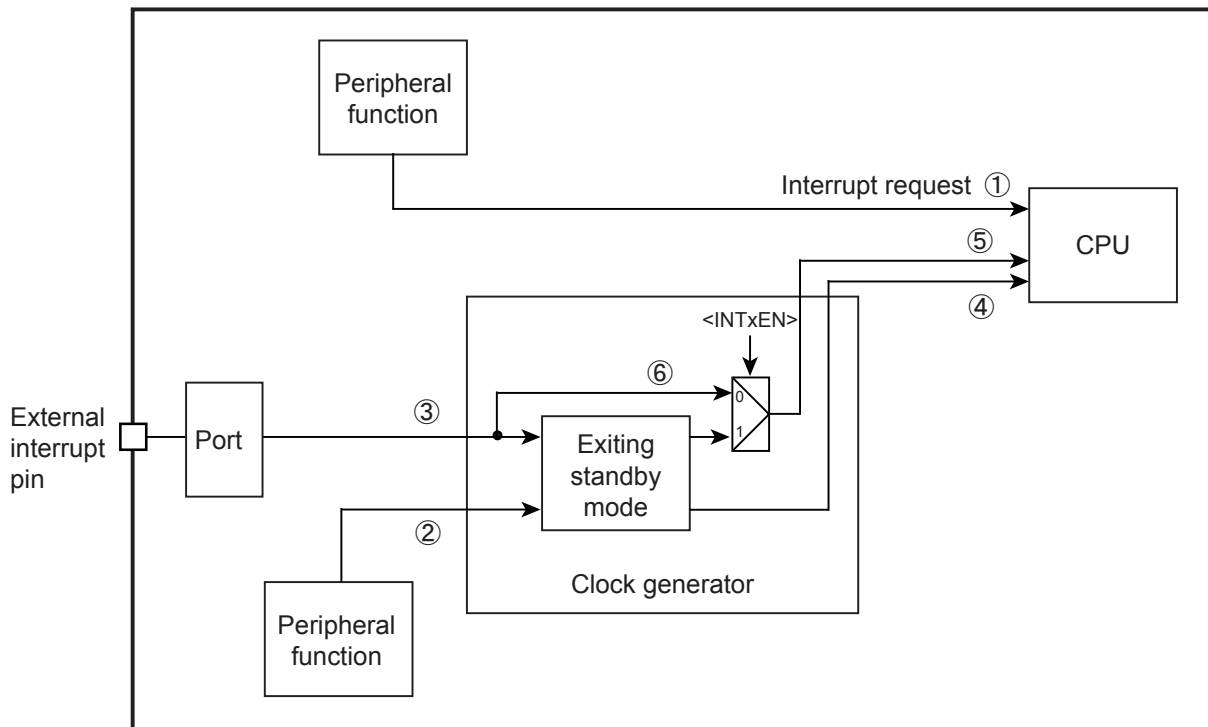 Peripheral
function
Interrupt request ①
CPU
⑤
④
<INTxEN>
⑥
0
1
External
interrupt
pin
Port
③
Exiting
standby
mode
②
Clock generator
Peripheral
function